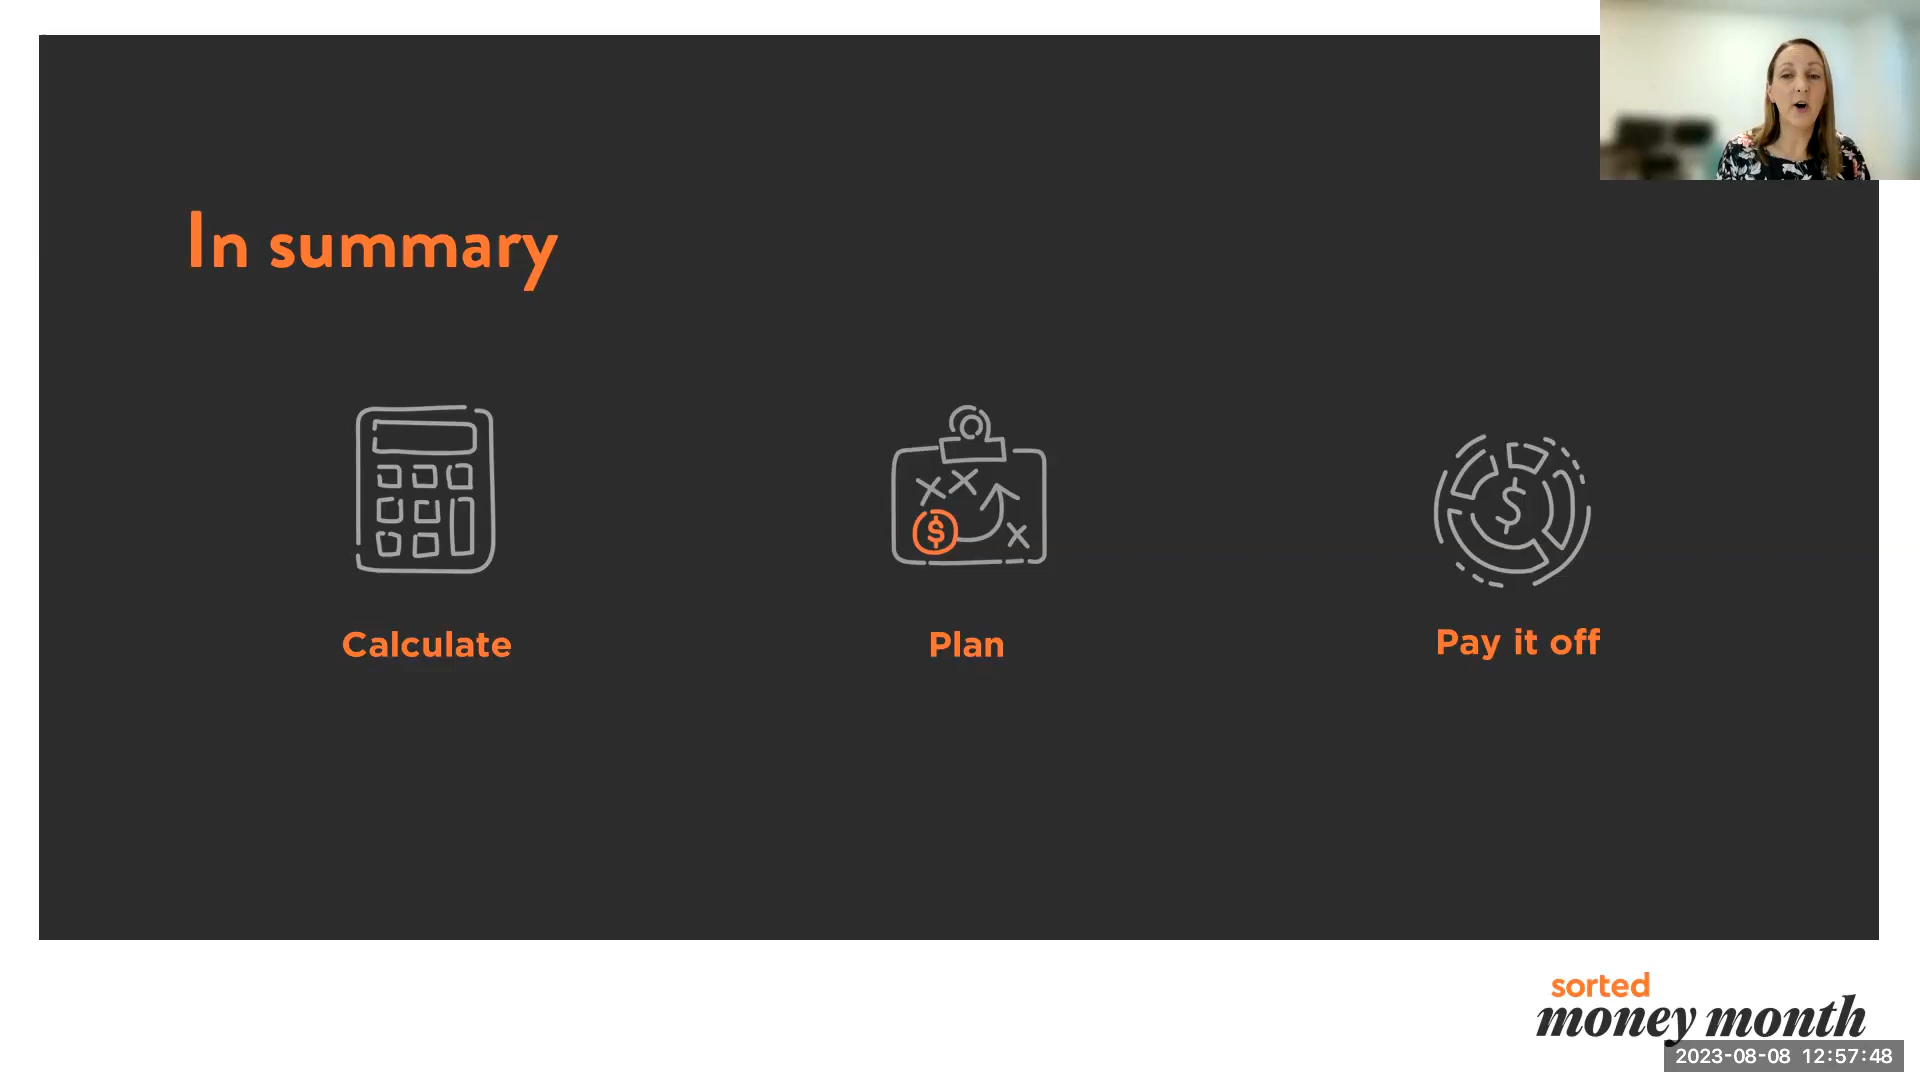 In summary
$
$
Calculate
Plan
Pay it off
sorted
money month
2023-08-08 12:57:48